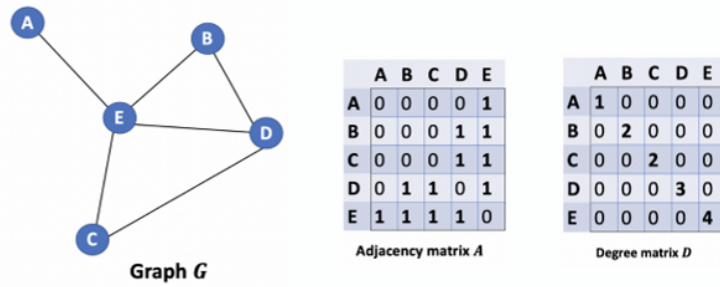 A
B
E
D
C
Graph G
A B C D E
A 0 0 0 0 1
B 0 0 0 1 1
C 0 0 0 1 1
D 0 1 1 0 1
E 1 1 1 1 0
Adjacency matrix A
A B C D E
A 1 0 0 0 0
B 0 2 0 0 0
C 0 0 2 0 0
D 0 0 0 3 0
E 0 0 0 0 4
Degree matrix D